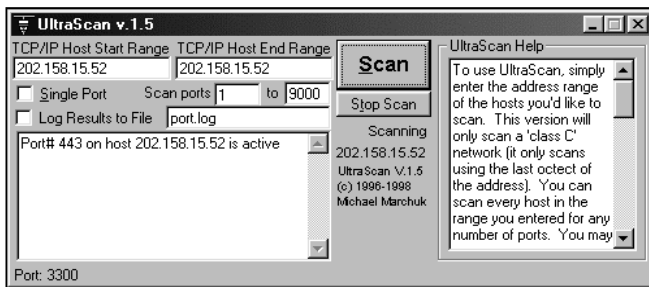 UltraScan v.1.5
TCP/IP Host Start Range TCP/IP Host End Range
202.158.15.52 202.158.15.52
Single Port Scan ports 1 to 9000
Log Results to File port.log
Port# 443 on host 202.158.15.52 is active
Port: 3300
Scan
Stop Scan
Scanning
202.158.15.52
UltraScan V.1.5
(c) 1996-1998
Michael Marchuk
UltraScan Help
To use UltraScan, simply
enter the address range
of the hosts you'd like to
scan. This version will
only scan a 'class C'
network (it only scans
using the last octect of
the address). You can
scan every host in the
range you entered for any
number of ports. You may